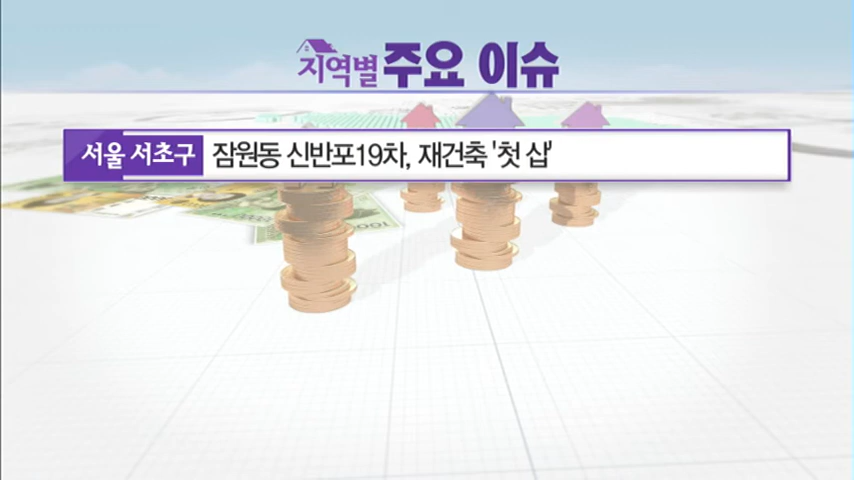 지역별 주요 이슈
서울 서초구 잠원동 신반포19차, 재건축 '첫 삽'